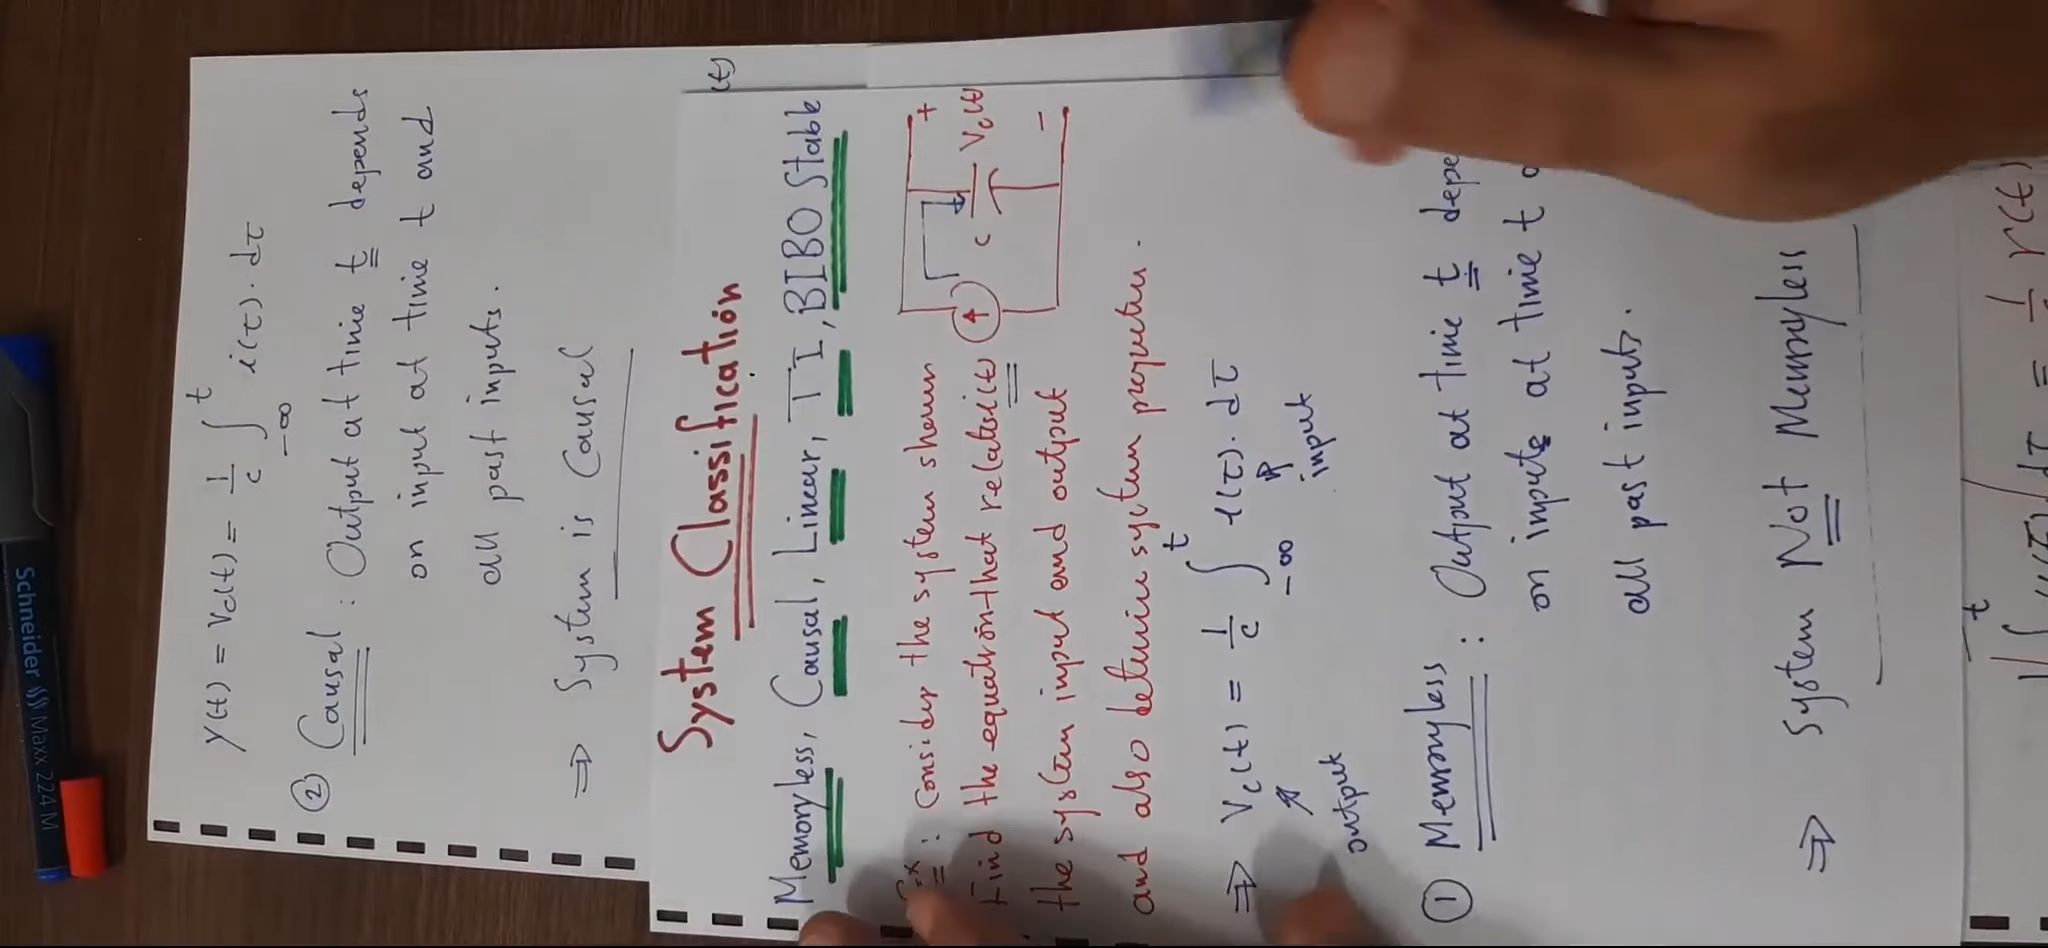 y(t) = Vc(t) = 1/c ∫_{-∞}^{t} i(τ). dτ
② Causal : Output at time t depends
on input at time t and
all past inputs.
⇒ System is Causal
(t)
System Classification
Memoryless, Causal, Linear, TI, BIBO Stable
Ex : Consider the system shown
Find the equation that relates i(t)
the system input and output
and also determine system properties.
+
c Vc(t)
−
⇒ Vc(t) = 1/c ∫_{-∞}^{t} i(τ). dτ
output input
① Memoryless : Output at time t depe
on inputs at time t
all past inputs.
⇒ System Not Memoryless
= 1/ r(t)
Schneider Maxx 224 M